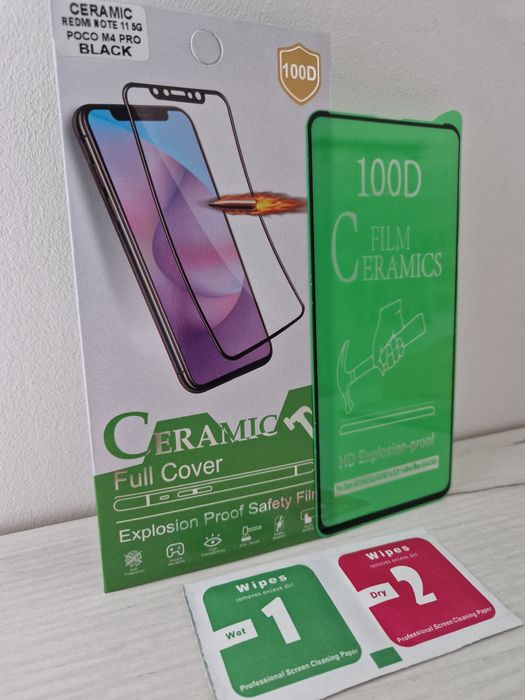 CERAMIC
REDMI NOTE 11 5G
POCO M4 PRO
BLACK
100D
CERAMIC
Full Cover
Explosion Proof Safety Film
100D
FILM
CERAMICS
HD Explosion-proof
Wipes
removes excess dirt
Wet
1
Professional Screen Cleaning Paper
Wipes
removes excess dirt
Dry
2
Professional Screen Cleaning Paper